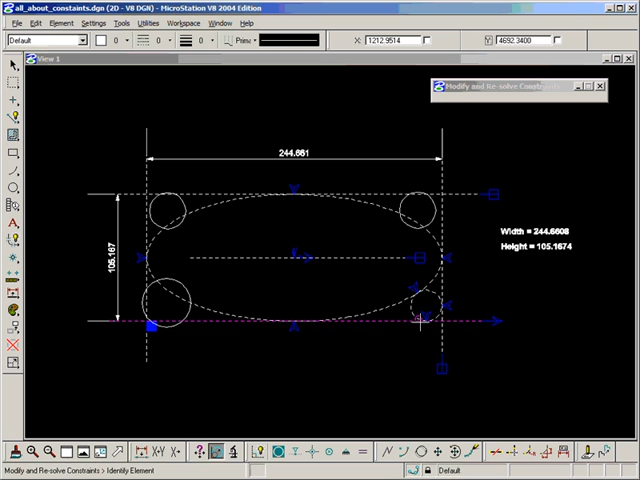 all_about_constaints.dgn (2D - V8 DGN) - MicroStation V8 2004 Edition
File Edit Element Settings Tools Utilities Workspace Window Help
Default 0 0 0 Prima X: 1212.9514 Y: 4692.3400
View 1
Modify and Re-solve Constraints
244.661
105.167
Width = 244.6608
Height = 105.1674
Modify and Re-solve Constraints > Identify Element
Default